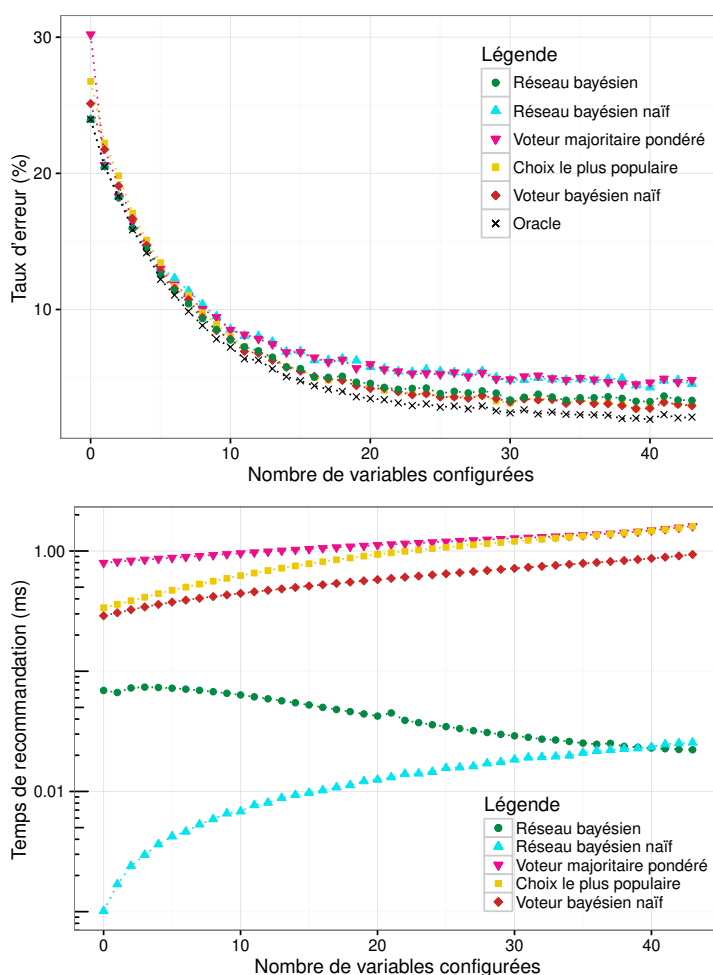 30
20
10
Taux d'erreur (%)
Légende
Réseau bayésien
Réseau bayésien naïf
Voteur majoritaire pondéré
Choix le plus populaire
Voteur bayésien naïf
Oracle
0
10
20
30
40
Nombre de variables configurées
1.00
0.01
Temps de recommandation (ms)
Légende
Réseau bayésien
Réseau bayésien naïf
Voteur majoritaire pondéré
Choix le plus populaire
Voteur bayésien naïf
0
10
20
30
40
Nombre de variables configurées